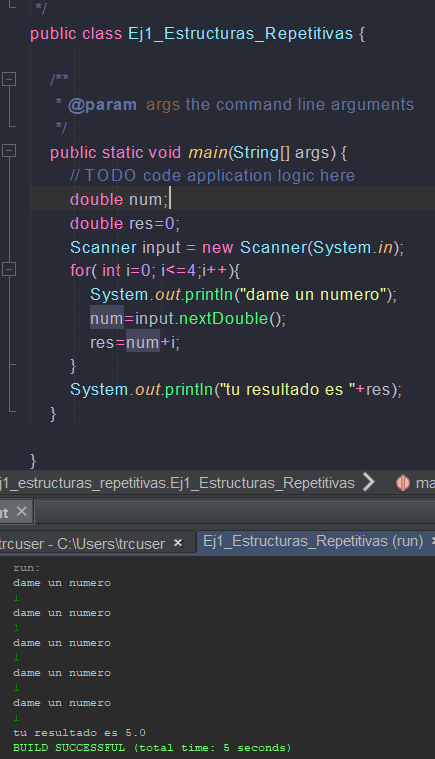 */
public class Ej1_Estructuras_Repetitivas {
/**
* @param args the command line arguments
*/
public static void main(String[] args) {
// TODO code application logic here
double num;
double res=0;
Scanner input = new Scanner(System.in);
for( int i=0; i<=4;i++){
System.out.println("dame un numero");
num=input.nextDouble();
res=num+i;
}
System.out.println("tu resultado es "+res);
}
}
j1_estructuras_repetitivas.Ej1_Estructuras_Repetitivas ma
ut ×
trcuser - C:\Users\trcuser × Ej1_Estructuras_Repetitivas (run) ×
run:
dame un numero
1
dame un numero
1
dame un numero
1
dame un numero
1
dame un numero
1
tu resultado es 5.0
BUILD SUCCESSFUL (total time: 5 seconds)